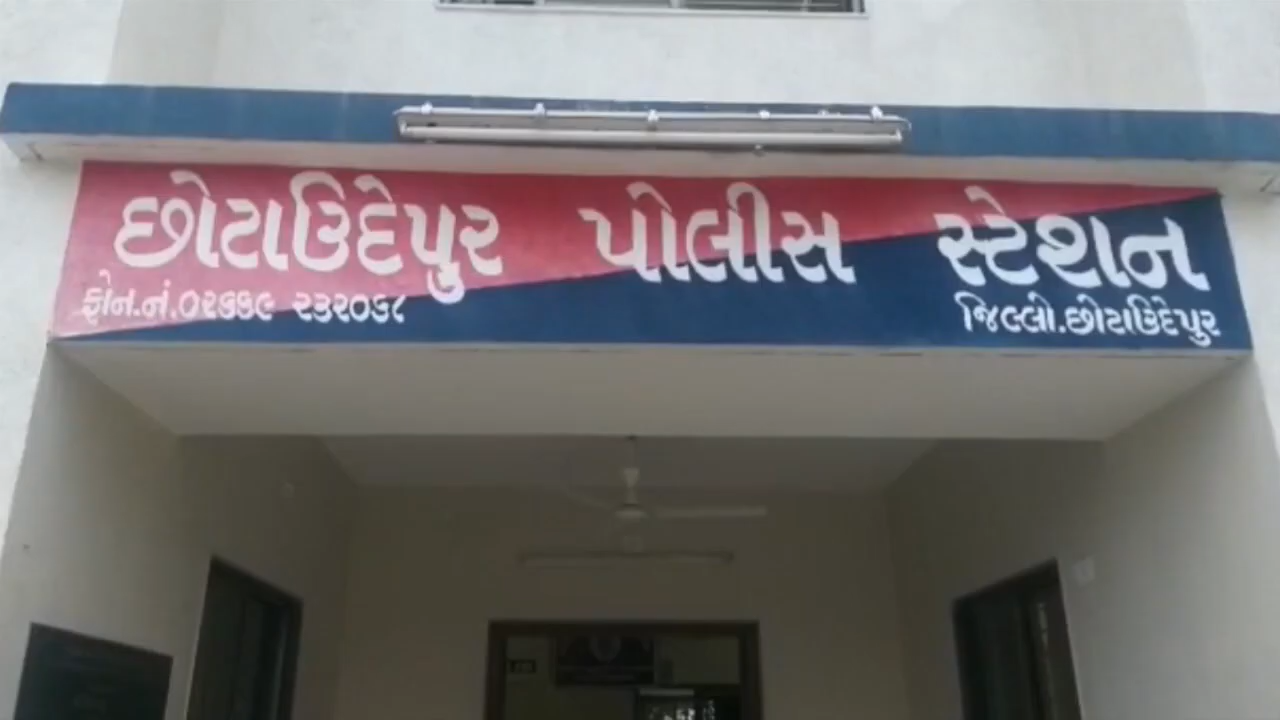 છોટાઉદેપુર પોલીસ સ્ટેશન
ફોન.નં.૦૨૬૬૯ ૨૩૨૦૬૮
જિલ્લો.છોટાઉદેપુર